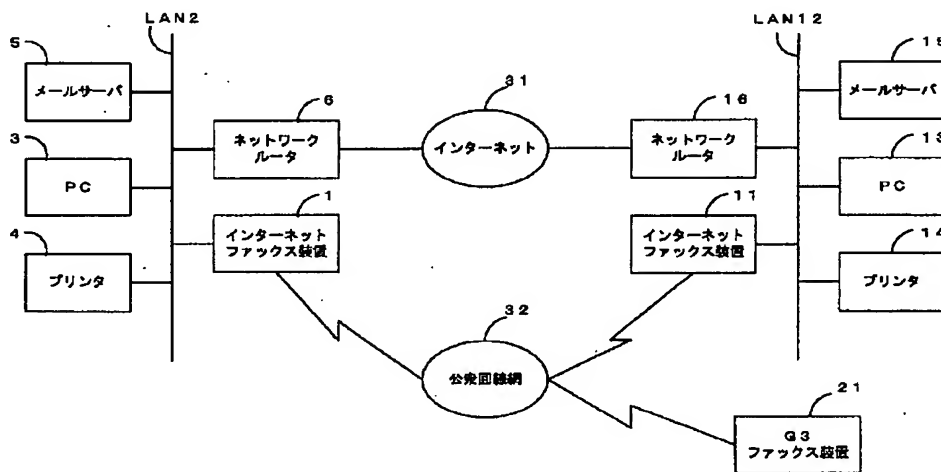 LAN2
LAN12
5
メールサーバ
15
メールサーバ
6
ネットワーク
ルータ
31
インターネット
16
ネットワーク
ルータ
3
PC
13
PC
1
インターネット
ファックス装置
11
インターネット
ファックス装置
4
プリンタ
14
プリンタ
32
公衆回線網
21
G3
ファックス装置